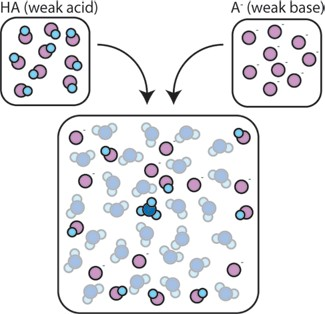 HA (weak acid)
A⁻ (weak base)